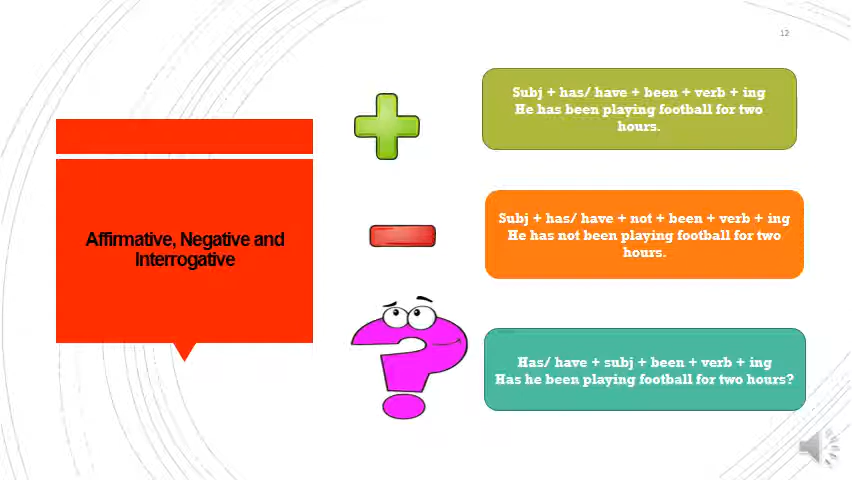 12
Affirmative, Negative and
Interrogative
Subj + has/ have + been + verb + ing
He has been playing football for two
hours.
Subj + has/ have + not + been + verb + ing
He has not been playing football for two
hours.
Has/ have + subj + been + verb + ing
Has he been playing football for two hours?